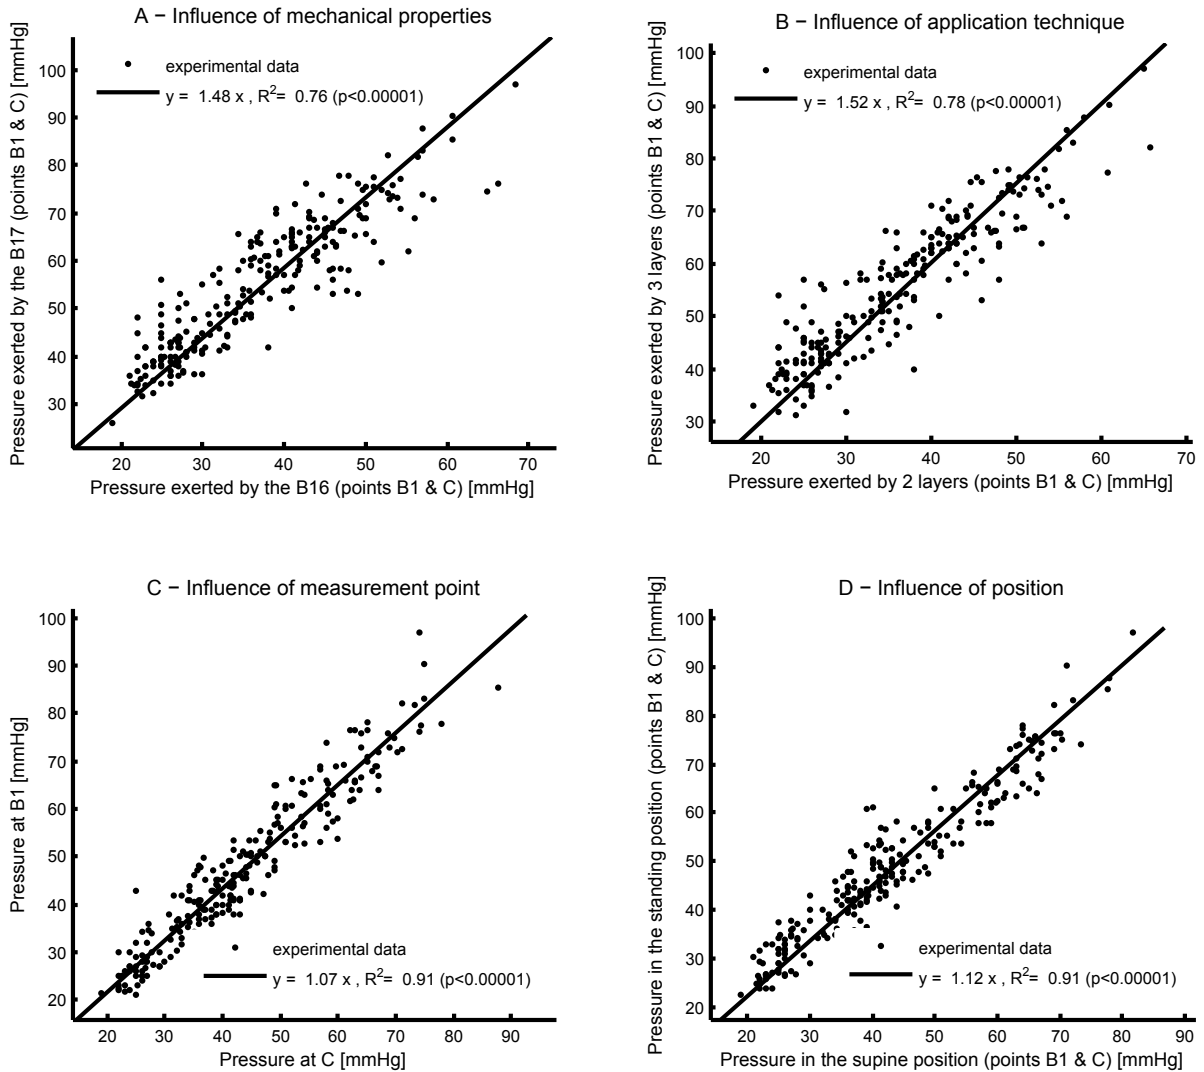 A − Influence of mechanical properties
Pressure exerted by the B17 (points B1 & C) [mmHg]
100
90
80
70
60
50
40
30
experimental data
y = 1.48 x , R2= 0.76 (p<0.00001)
20 30 40 50 60 70
Pressure exerted by the B16 (points B1 & C) [mmHg]
B − Influence of application technique
Pressure exerted by 3 layers (points B1 & C) [mmHg]
100
90
80
70
60
50
40
30
experimental data
y = 1.52 x , R2= 0.78 (p<0.00001)
20 30 40 50 60 70
Pressure exerted by 2 layers (points B1 & C) [mmHg]
C − Influence of measurement point
Pressure at B1 [mmHg]
100
90
80
70
60
50
40
30
20
experimental data
y = 1.07 x , R2= 0.91 (p<0.00001)
20 30 40 50 60 70 80 90
Pressure at C [mmHg]
D − Influence of position
Pressure in the standing position (points B1 & C) [mmHg]
100
90
80
70
60
50
40
30
20
experimental data
y = 1.12 x , R2= 0.91 (p<0.00001)
20 30 40 50 60 70 80 90
Pressure in the supine position (points B1 & C) [mmHg]